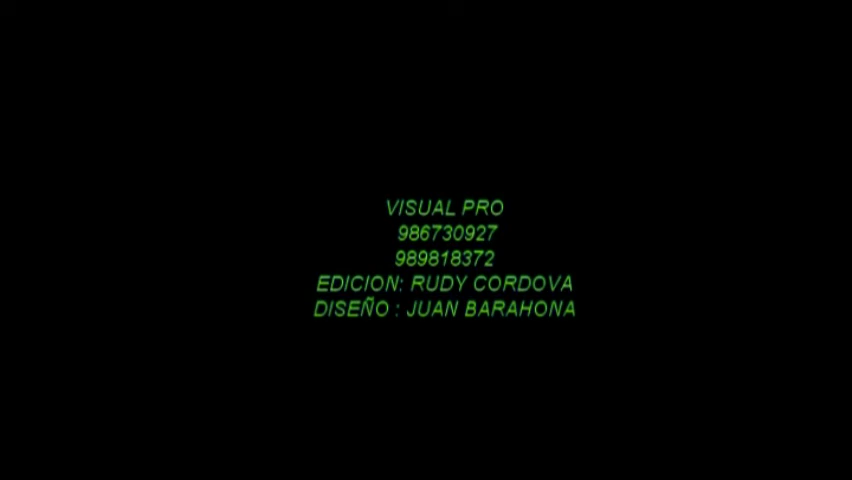 VISUAL PRO
986730927
989818372
EDICION: RUDY CORDOVA
DISEÑO : JUAN BARAHONA